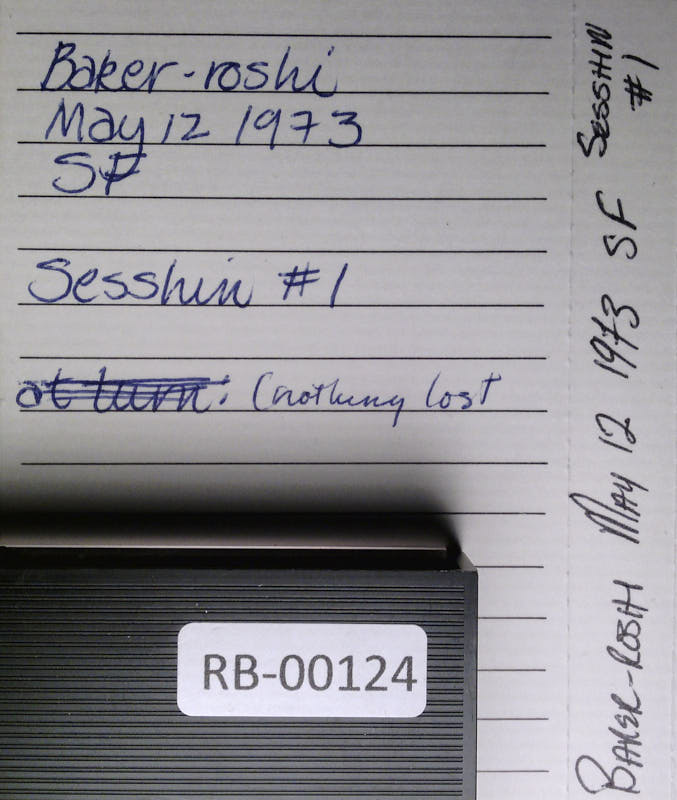 Baker-roshi
May 12 1973
SF
Sesshin #1
at turn: (nothing lost
RB-00124
BAKER-ROSHI MAY 12 1973 SF SESSHIN
#1